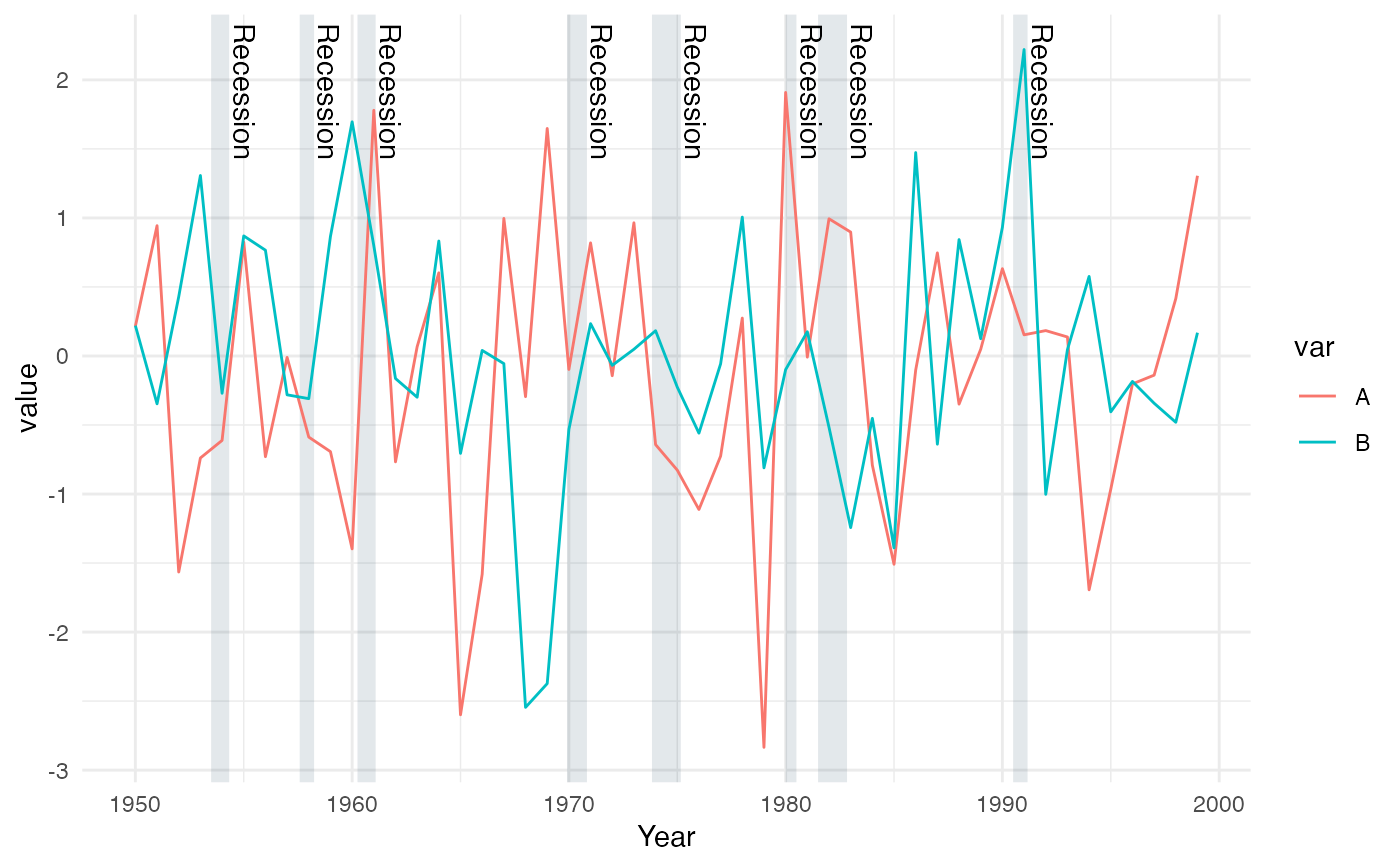 Recession
Recession
Recession
Recession
Recession
Recession
Recession
Recession
2
1
0
-1
-2
-3
value
1950
1960
1970
1980
1990
2000
Year
var
A
B